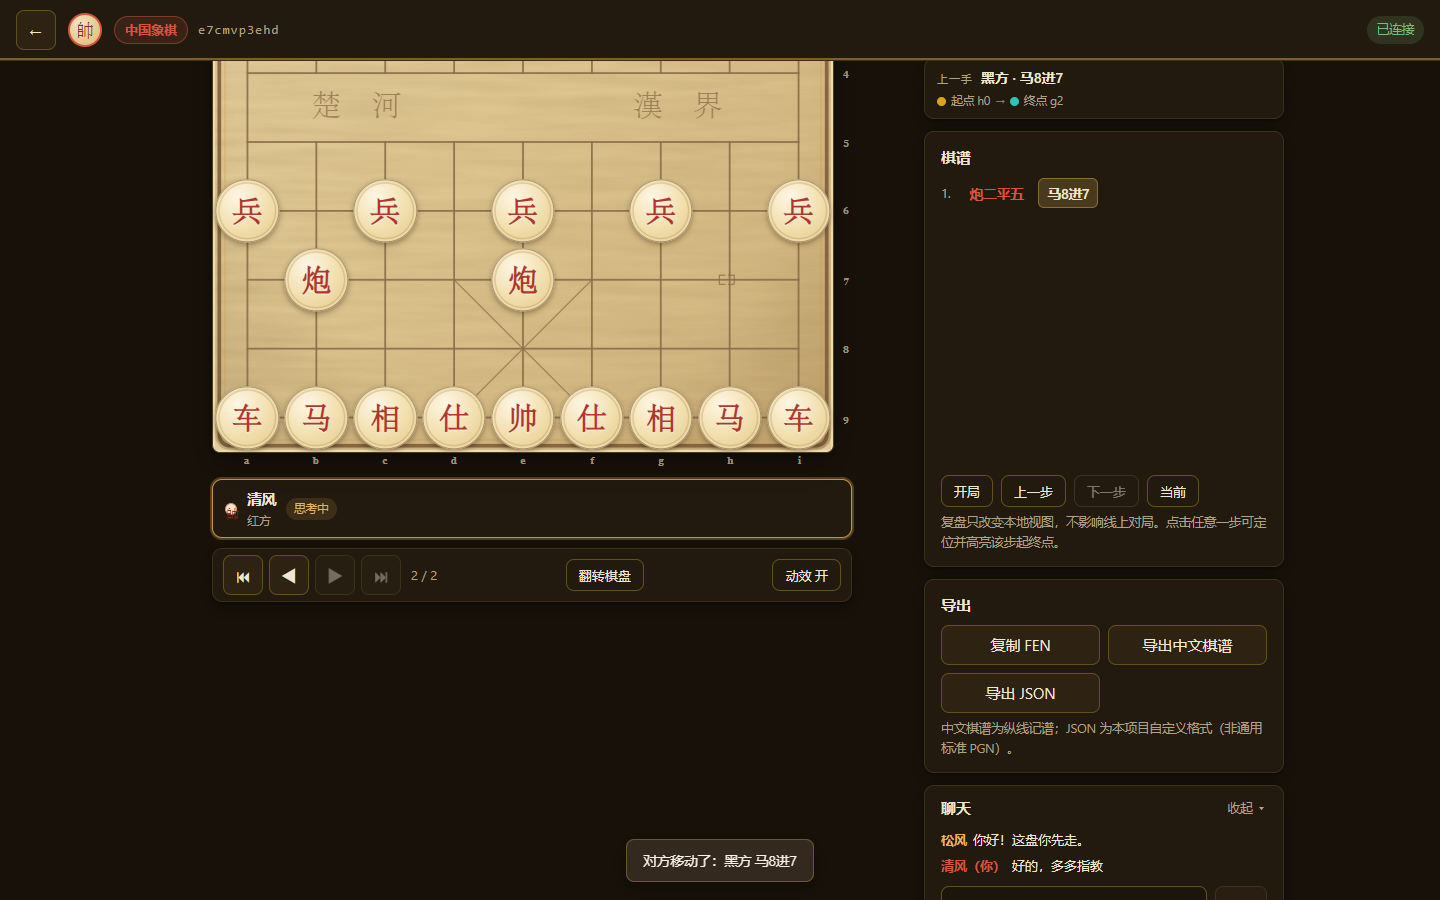 ←
帥
中国象棋
e7cmvp3ehd
已连接
4
楚 河
漢 界
5
兵 兵 兵 兵 兵
6
炮 炮
7
8
车 马 相 仕 帅 仕 相 马 车
9
a b c d e f g h i
清风
红方
思考中
2 / 2
翻转棋盘
动效 开
上一手 黑方 · 马8进7
起点 h0 → 终点 g2
棋谱
1. 炮二平五 马8进7
开局 上一步 下一步 当前
复盘只改变本地视图，不影响线上对局。点击任意一步可定
位并高亮该步起终点。
导出
复制 FEN
导出中文棋谱
导出 JSON
中文棋谱为纵线记谱；JSON 为本项目自定义格式（非通用
标准 PGN）。
聊天
收起
松风 你好！这盘你先走。
清风（你） 好的，多多指教
对方移动了：黑方 马8进7